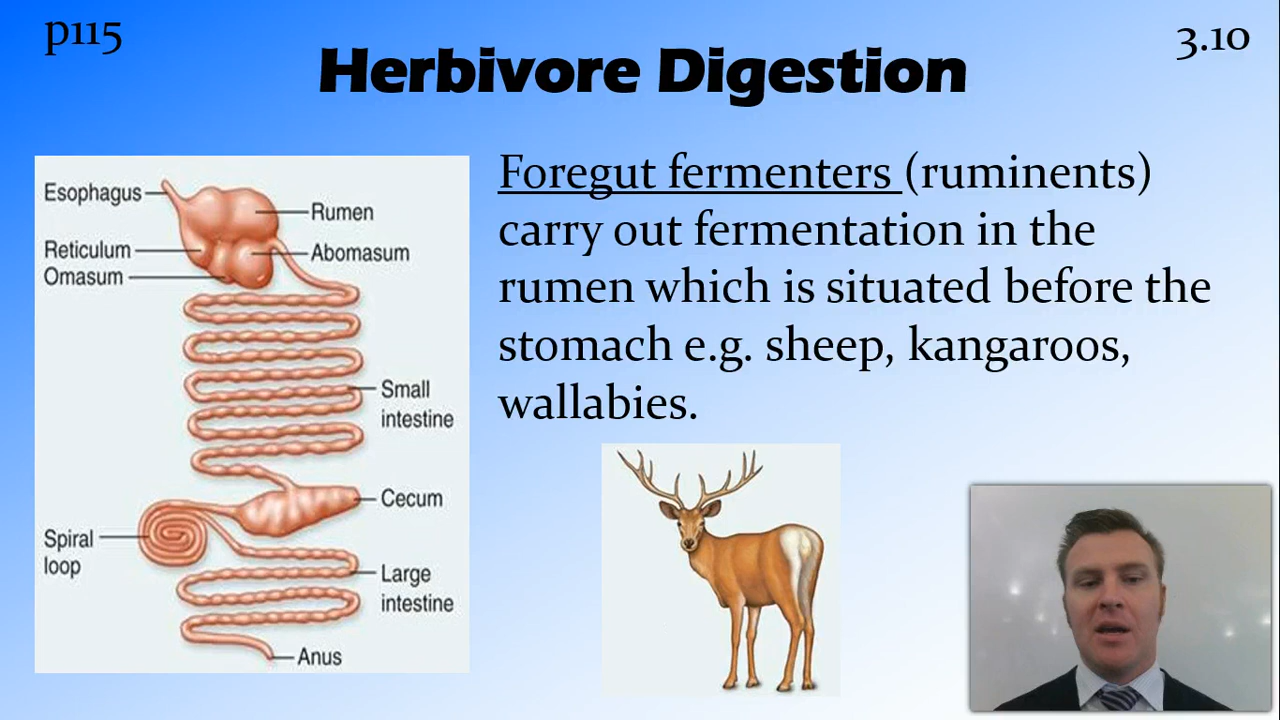 p115
3.10
Herbivore Digestion
Esophagus
Rumen
Reticulum
Abomasum
Omasum
Small
intestine
Cecum
Spiral
loop
Large
intestine
Anus
Foregut fermenters (ruminents)
carry out fermentation in the
rumen which is situated before the
stomach e.g. sheep, kangaroos,
wallabies.